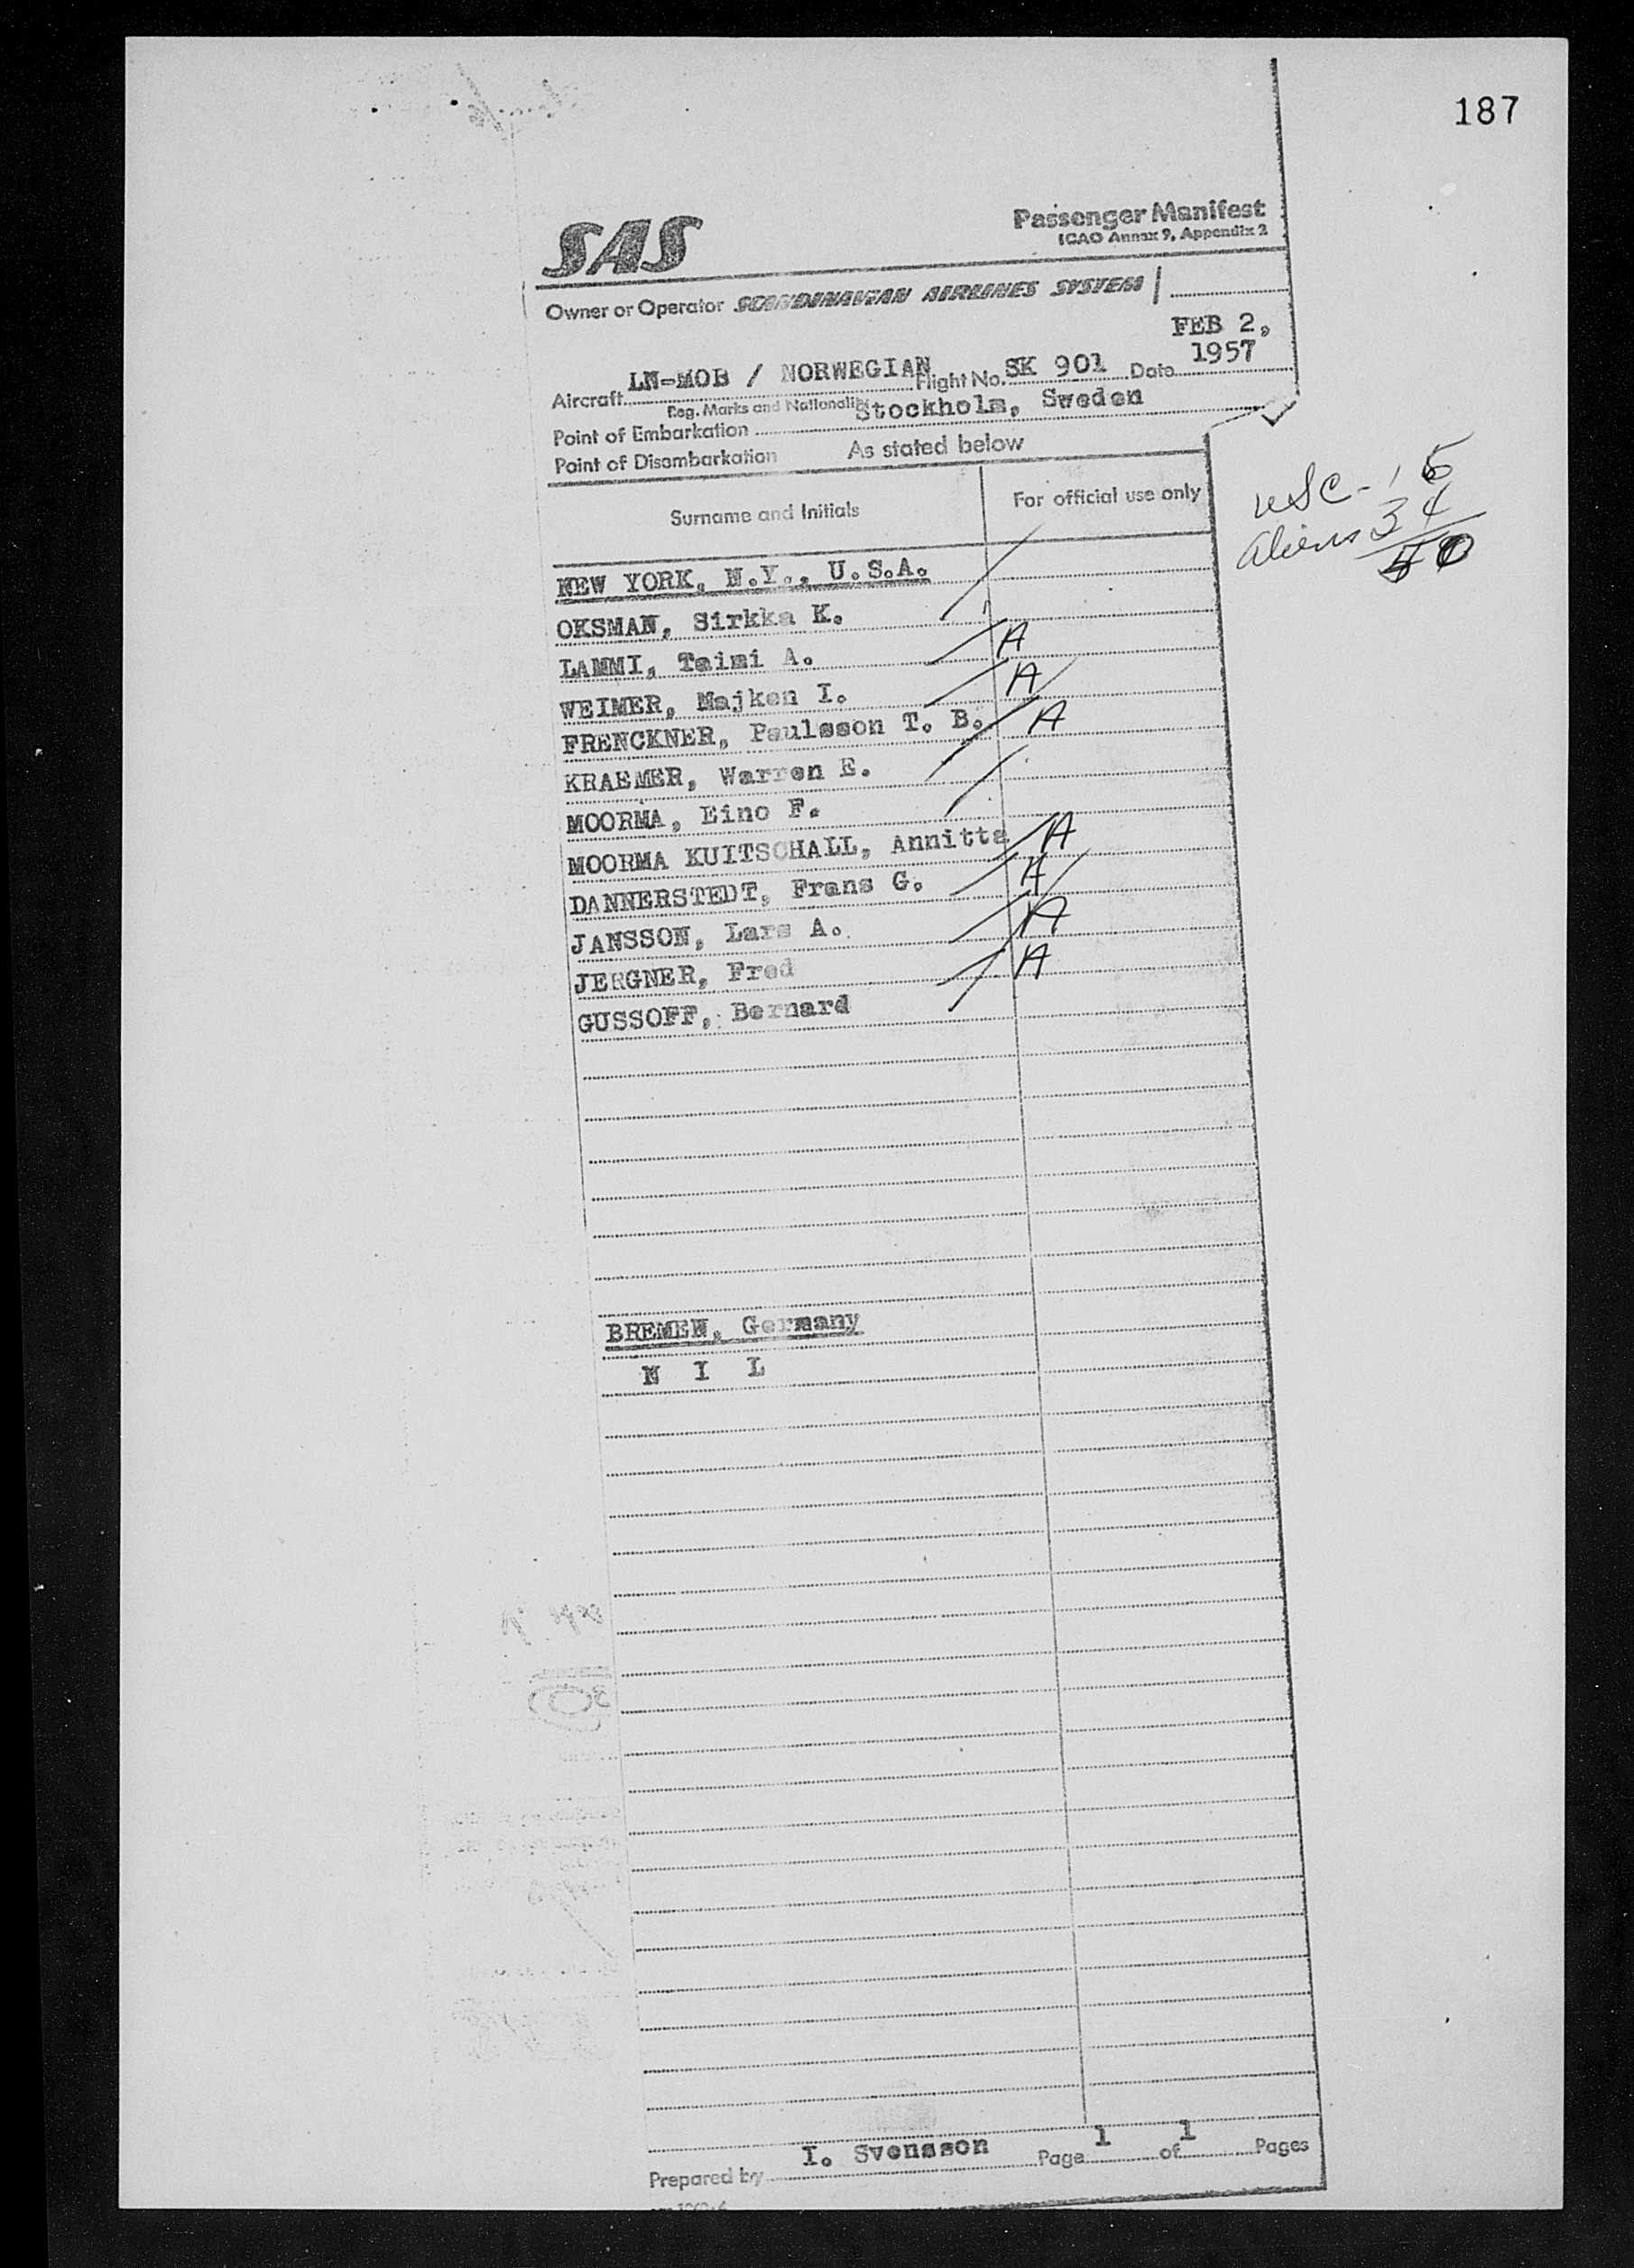 187
SAS
Passenger Manifest
ICAO Annex 9, Appendix 2
Owner or Operator SCANDINAVIAN AIRLINES SYSTEM
FEB 2,
1957
Aircraft LN-MOB / NORWEGIAN Flight No. SK 901 Date
Reg. Marks and Nationality
Point of Embarkation Stockholm, Sweden
Point of Disembarkation As stated below
Surname and Initials For official use only
USC - 6
Aliens 34
40
NEW YORK, N.Y., U.S.A.
OKSMAN, Sirkka K.
LAMMI, Taimi A. A
WEIMER, Majken I. A
FRENCKNER, Paulsson T. B. A
KRAEMER, Warren E.
MOORMA, Eino F.
MOORMA KUITSCHALL, Annitta A
DANNERSTEDT, Frans G. A
JANSSON, Lars A. A
JERGNER, Fred A
GUSSOFF, Bernard
BREMEN, Germany
N I L
Prepared by I. Svensson Page 1 of 1 Pages